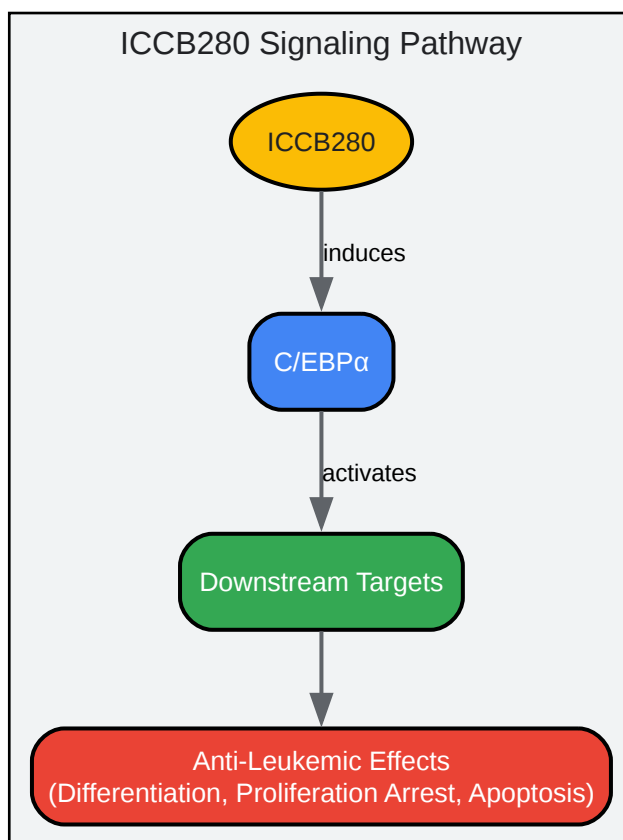 ICCB280 Signaling Pathway
ICCB280
induces
C/EBPα
activates
Downstream Targets
Anti-Leukemic Effects
(Differentiation, Proliferation Arrest, Apoptosis)